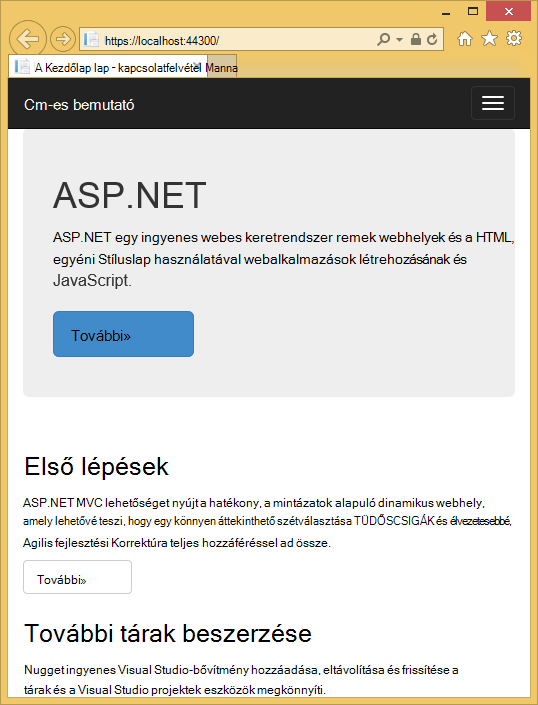 https://localhost:44300/
A Kezdőlap lap - kapcsolatfelvétel Manna
Cm-es bemutató
ASP.NET
ASP.NET egy ingyenes webes keretrendszer remek webhelyek és a HTML,
egyéni Stíluslap használatával webalkalmazások létrehozásának és
JavaScript.
További»
Első lépések
ASP.NET MVC lehetőséget nyújt a hatékony, a mintázatok alapuló dinamikus webhely,
amely lehetővé teszi, hogy egy könnyen áttekinthető szétválasztása TÜDŐSCSIGÁK és élvezetesebbé,
Agilis fejlesztési Korrektúra teljes hozzáféréssel ad össze.
További»
További tárak beszerzése
Nugget ingyenes Visual Studio-bővítmény hozzáadása, eltávolítása és frissítése a
tárak és a Visual Studio projektek eszközök megkönnyíti.